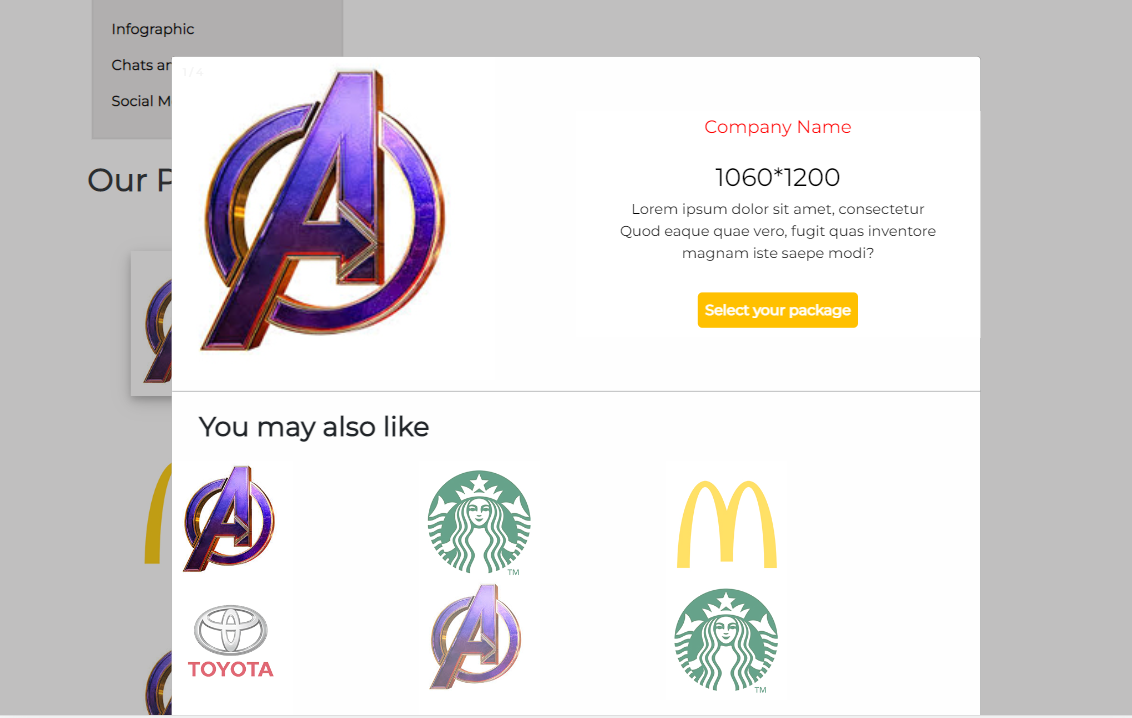 Infographic
Chats ar
Social M
Our P
1 / 4
Company Name
1060*1200
Lorem ipsum dolor sit amet, consectetur
Quod eaque quae vero, fugit quas inventore
magnam iste saepe modi?
Select your package
You may also like
TM
TOYOTA
TM